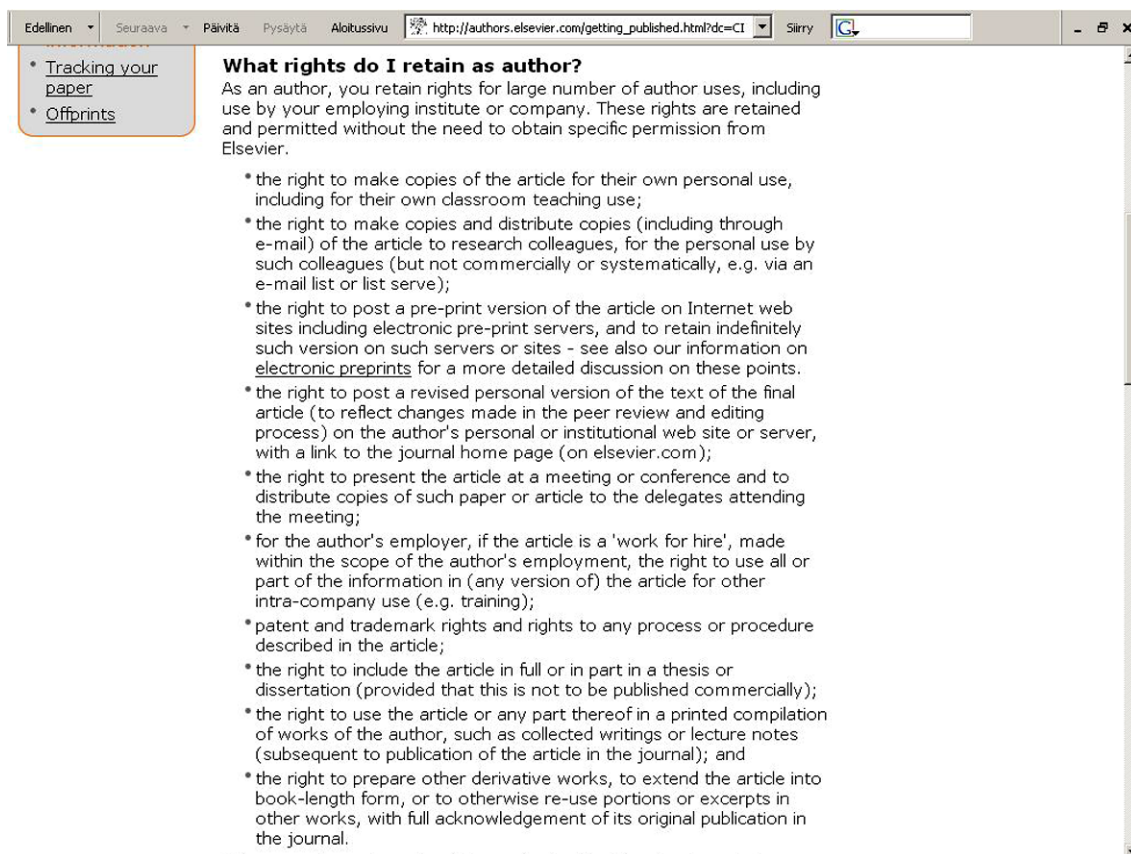 Edellinen Seuraava Päivitä Pysäytä Aloitussivu http://authors.elsevier.com/getting_published.html?dc=CI Siirry G
Tracking your
paper
Offprints
What rights do I retain as author?
As an author, you retain rights for large number of author uses, including
use by your employing institute or company. These rights are retained
and permitted without the need to obtain specific permission from
Elsevier.
• the right to make copies of the article for their own personal use,
including for their own classroom teaching use;
• the right to make copies and distribute copies (including through
e-mail) of the article to research colleagues, for the personal use by
such colleagues (but not commercially or systematically, e.g. via an
e-mail list or list serve);
• the right to post a pre-print version of the article on Internet web
sites including electronic pre-print servers, and to retain indefinitely
such version on such servers or sites - see also our information on
electronic preprints for a more detailed discussion on these points.
• the right to post a revised personal version of the text of the final
article (to reflect changes made in the peer review and editing
process) on the author's personal or institutional web site or server,
with a link to the journal home page (on elsevier.com);
• the right to present the article at a meeting or conference and to
distribute copies of such paper or article to the delegates attending
the meeting;
• for the author's employer, if the article is a 'work for hire', made
within the scope of the author's employment, the right to use all or
part of the information in (any version of) the article for other
intra-company use (e.g. training);
• patent and trademark rights and rights to any process or procedure
described in the article;
• the right to include the article in full or in part in a thesis or
dissertation (provided that this is not to be published commercially);
• the right to use the article or any part thereof in a printed compilation
of works of the author, such as collected writings or lecture notes
(subsequent to publication of the article in the journal); and
• the right to prepare other derivative works, to extend the article into
book-length form, or to otherwise re-use portions or excerpts in
other works, with full acknowledgement of its original publication in
the journal.